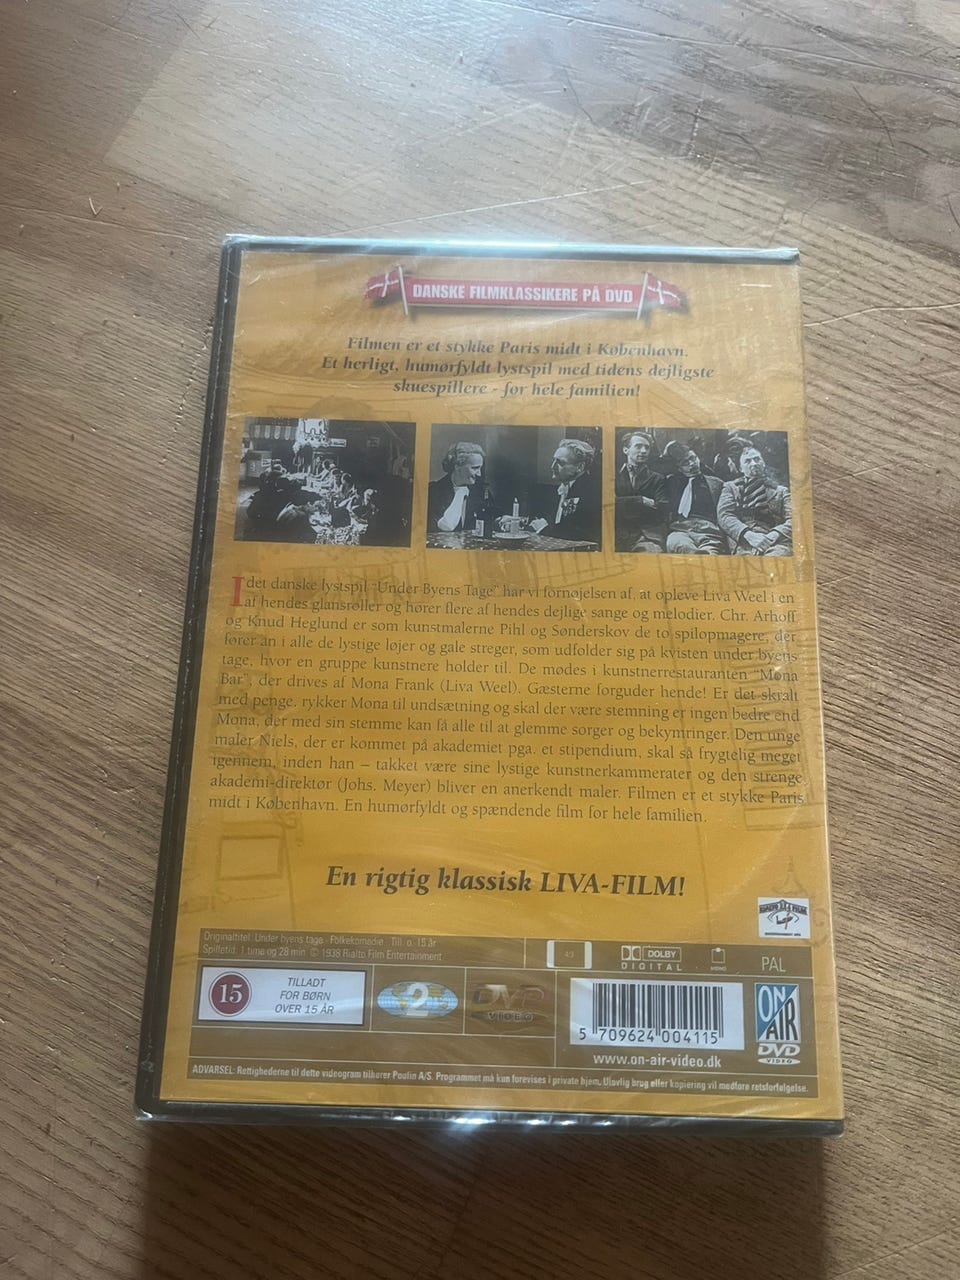 DANSKE FILMKLASSIKERE PÅ DVD
Filmen er et stykke Paris midt i København.
Et herligt, humørfyldt lystspil med tidens dejligste
skuespillere - for hele familien!
I det danske lystspil "Under Byens Tage" har vi fornøjelsen af, at opleve Liva Weel i en
af hendes glansroller og hører flere af hendes dejlige sange og melodier. Chr. Arhoff
og Knud Heglund er som kunstmalerne Pihl og Sønderskov de to spilopmagere, der
fører an i alle de lystige løjer og gale streger, som udfolder sig på kvisten under byens
tage, hvor en gruppe kunstnere holder til. De mødes i kunstnerrestauranten "Mona
Bar", der drives af Mona Frank (Liva Weel). Gæsterne forguder hende! Er det skralt
med penge, rykker Mona til undsætning og skal der være stemning er ingen bedre end
Mona, der med sin stemme kan få alle til at glemme sorger og bekymringer. Den unge
maler Niels, der er kommet på akademiet pga. et stipendium, skal så frygtelig meget
igennem, inden han – takket være sine lystige kunstnerkammerater og den strenge
akademi-direktør (Johs. Meyer) bliver en anerkendt maler. Filmen er et stykke Paris
midt i København. En humørfyldt og spændende film for hele familien.
En rigtig klassisk LIVA-FILM!
Originaltitel: Under byens tage · Folkekomedie · Till. o. 15 år
Spilletid: 1 time og 28 min. © 1938 Rialto Film Entertainment
4:3
DOLBY
DIGITAL
MONO
PAL
15
TILLADT
FOR BØRN
OVER 15 ÅR
2
DVD
VIDEO
5 709624 004115
www.on-air-video.dk
ON
AIR
DVD
VIDEO
ADVARSEL: Rettighederne til dette videogram tilhører Poulin A/S. Programmet må kun forevises i private hjem. Ulovlig brug eller kopiering vil medføre retsforfølgelse.